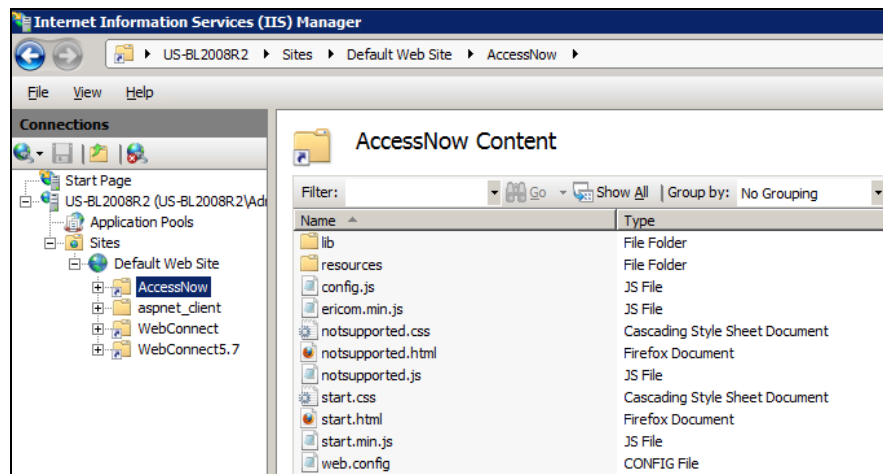 Internet Information Services (IIS) Manager
US-BL2008R2 Sites Default Web Site AccessNow
File View Help
Connections
Start Page
US-BL2008R2 (US-BL2008R2\Adr
Application Pools
Sites
Default Web Site
AccessNow
aspnet_client
WebConnect
WebConnect5.7
AccessNow Content
Filter: Go Show All Group by: No Grouping
Name Type
lib File Folder
resources File Folder
config.js JS File
ericom.min.js JS File
notsupported.css Cascading Style Sheet Document
notsupported.html Firefox Document
notsupported.js JS File
start.css Cascading Style Sheet Document
start.html Firefox Document
start.min.js JS File
web.config CONFIG File